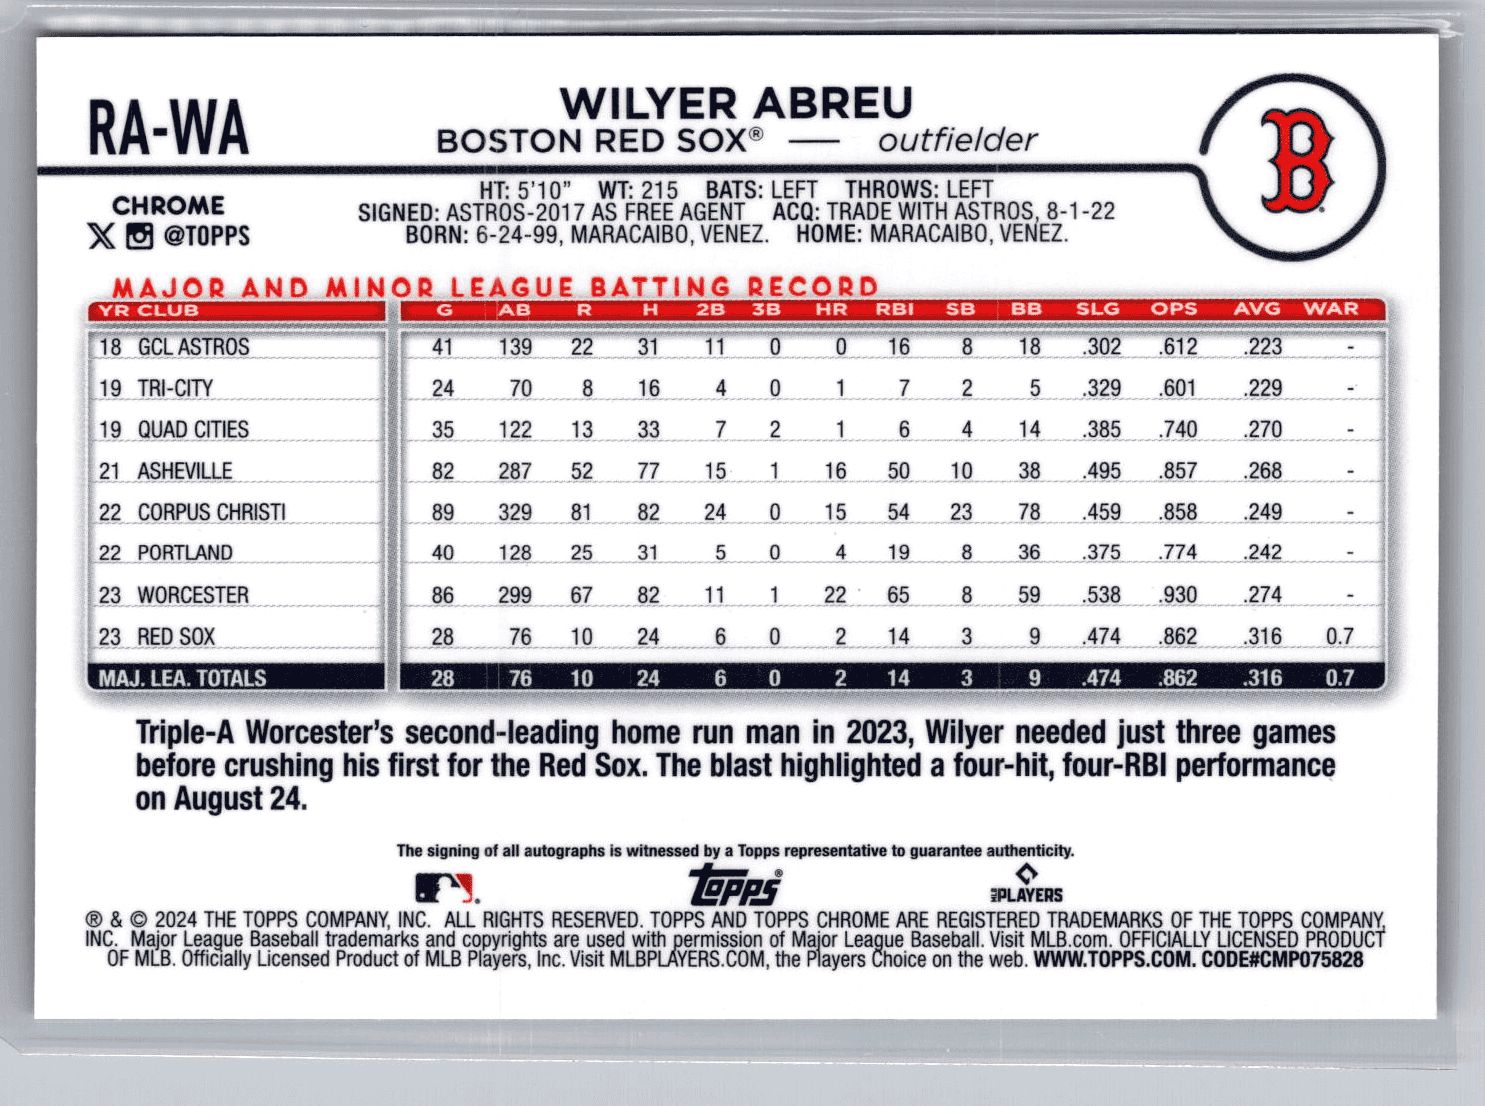 RA-WA
WILYER ABREU
BOSTON RED SOX® — outfielder
B
CHROME
X @TOPPS
HT: 5'10” WT: 215 BATS: LEFT THROWS: LEFT
SIGNED: ASTROS-2017 AS FREE AGENT ACQ: TRADE WITH ASTROS, 8-1-22
BORN: 6-24-99, MARACAIBO, VENEZ. HOME: MARACAIBO, VENEZ.
MAJOR AND MINOR LEAGUE BATTING RECORD
YR CLUB G AB R H 2B 3B HR RBI SB BB SLG OPS AVG WAR
18 GCL ASTROS 41 139 22 31 11 0 0 16 8 18 .302 .612 .223 -
19 TRI-CITY 24 70 8 16 4 0 1 7 2 5 .329 .601 .229 -
19 QUAD CITIES 35 122 13 33 7 2 1 6 4 14 .385 .740 .270 -
21 ASHEVILLE 82 287 52 77 15 1 16 50 10 38 .495 .857 .268 -
22 CORPUS CHRISTI 89 329 81 82 24 0 15 54 23 78 .459 .858 .249 -
22 PORTLAND 40 128 25 31 5 0 4 19 8 36 .375 .774 .242 -
23 WORCESTER 86 299 67 82 11 1 22 65 8 59 .538 .930 .274 -
23 RED SOX 28 76 10 24 6 0 2 14 3 9 .474 .862 .316 0.7
MAJ. LEA. TOTALS 28 76 10 24 6 0 2 14 3 9 .474 .862 .316 0.7
Triple-A Worcester’s second-leading home run man in 2023, Wilyer needed just three games
before crushing his first for the Red Sox. The blast highlighted a four-hit, four-RBI performance
on August 24.
The signing of all autographs is witnessed by a Topps representative to guarantee authenticity.
topps® MLB PLAYERS
® & © 2024 THE TOPPS COMPANY, INC. ALL RIGHTS RESERVED. TOPPS AND TOPPS CHROME ARE REGISTERED TRADEMARKS OF THE TOPPS COMPANY,
INC. Major League Baseball trademarks and copyrights are used with permission of Major League Baseball. Visit MLB.com. OFFICIALLY LICENSED PRODUCT
OF MLB. Officially Licensed Product of MLB Players, Inc. Visit MLBPLAYERS.COM, the Players Choice on the web. WWW.TOPPS.COM. CODE#CMP075828